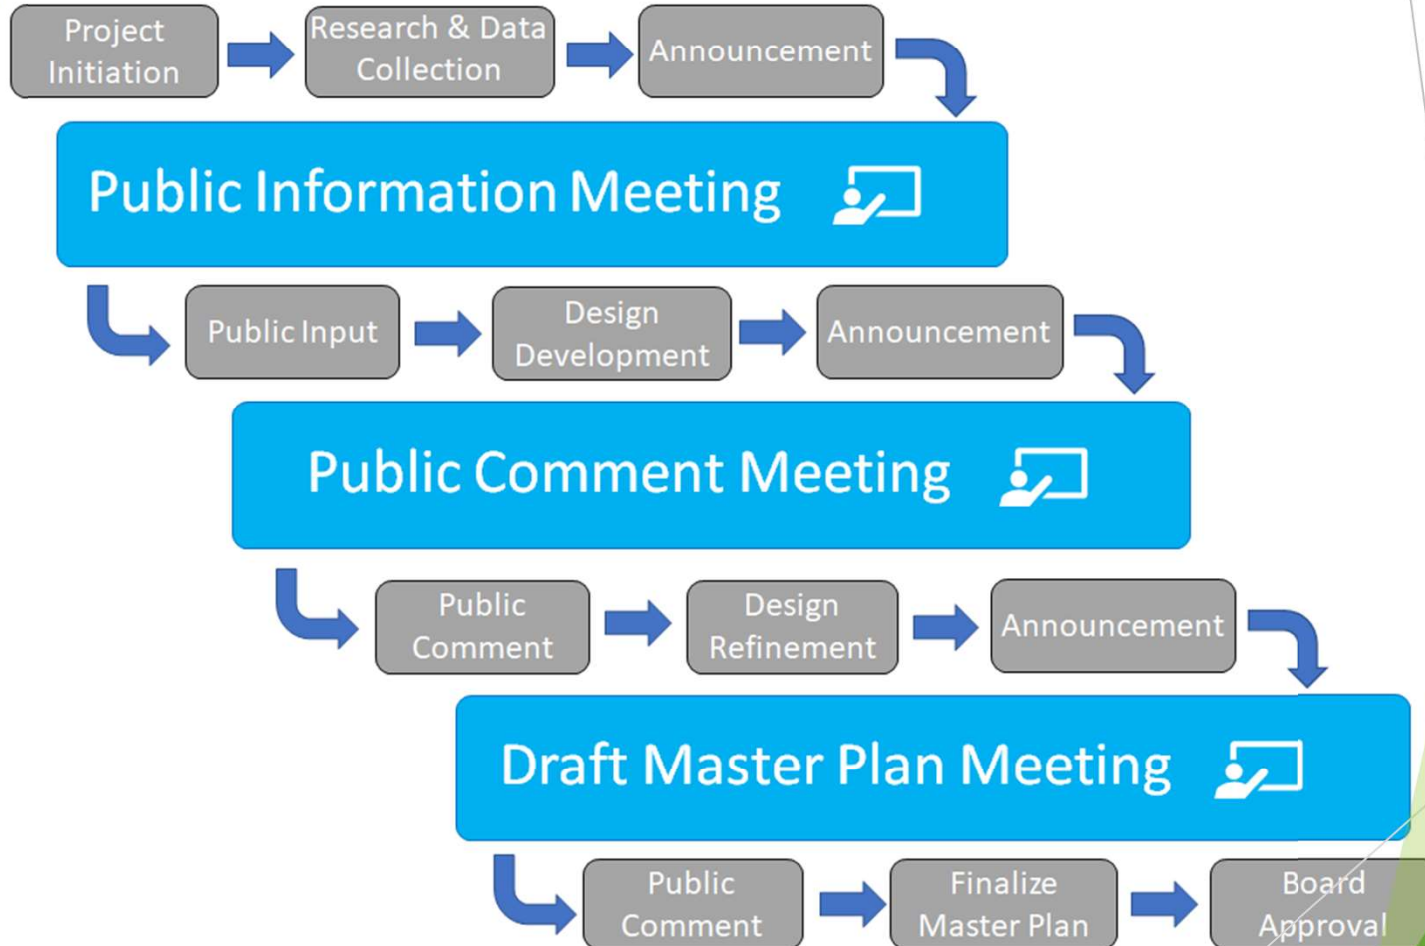 Project
Initiation
Research & Data
Collection
Announcement
Public Information Meeting
Public Input
Design
Development
Announcement
Public Comment Meeting
Public
Comment
Design
Refinement
Announcement
Draft Master Plan Meeting
Public
Comment
Finalize
Master Plan
Board
Approval